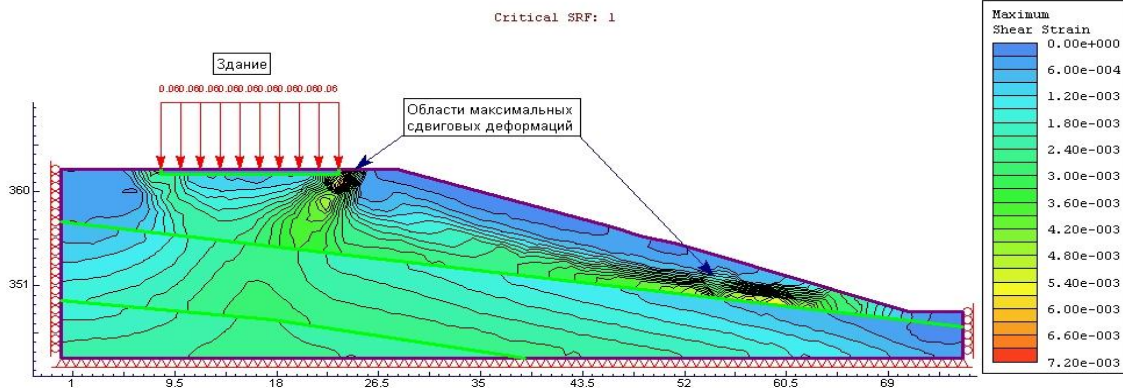 Critical SRF: 1
Maximum
Shear Strain
0.00e+000
6.00e-004
1.20e-003
1.80e-003
2.40e-003
3.00e-003
3.60e-003
4.20e-003
4.80e-003
5.40e-003
6.00e-003
6.60e-003
7.20e-003
Здание
0.060.060.060.060.060.060.060.060.06
Области максимальных
сдвиговых деформаций
360
351
1 9.5 18 26.5 35 43.5 52 60.5 69